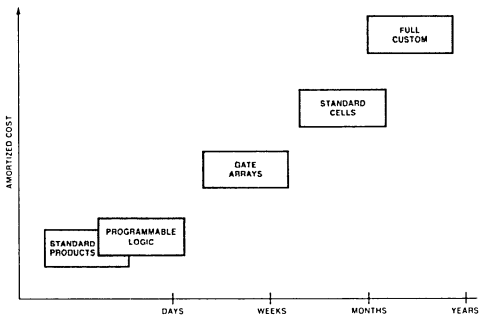 FULL
CUSTOM
STANDARD
CELLS
GATE
ARRAYS
PROGRAMMABLE
LOGIC
STANDARD
PRODUCTS
AMORTIZED COST
DAYS
WEEKS
MONTHS
YEARS